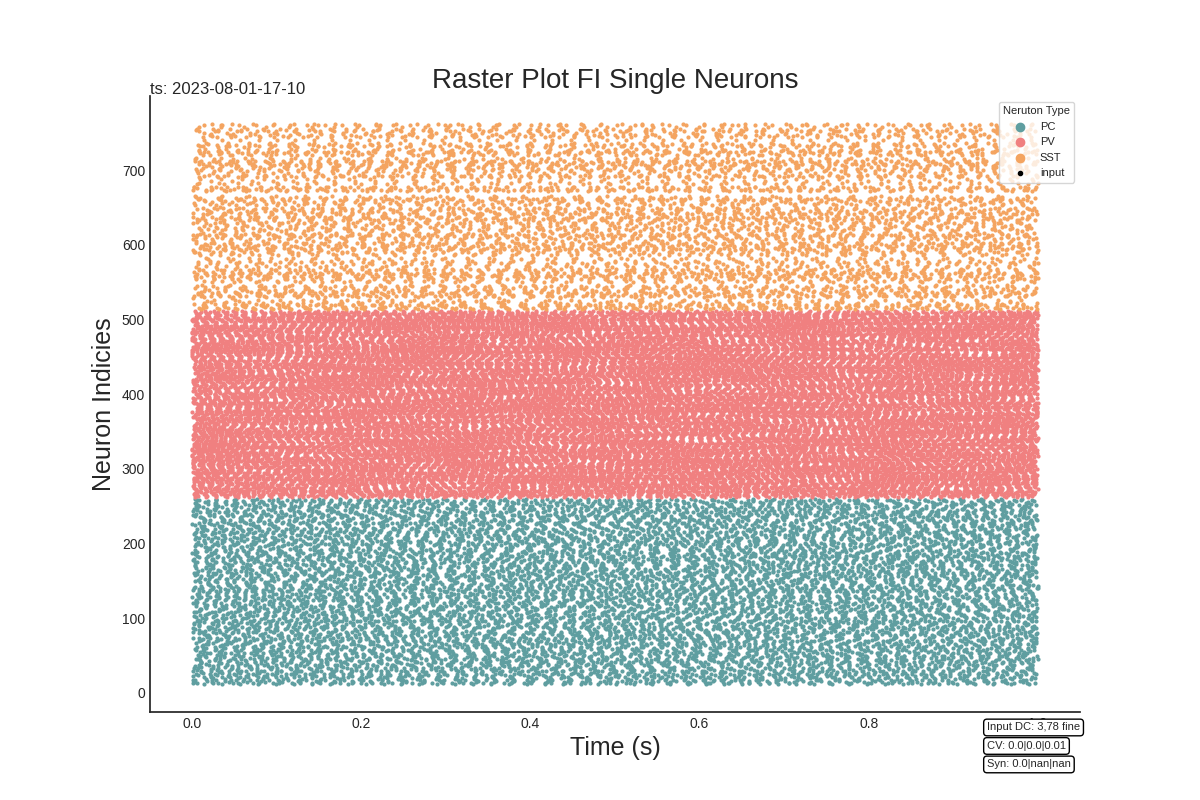 Raster Plot FI Single Neurons
ts: 2023-08-01-17-10
Neruton Type
PC
PV
SST
input
Neuron Indicies
700
600
500
400
300
200
100
0
0.0 0.2 0.4 0.6 0.8
Time (s)
Input DC: 3,78 fine
CV: 0.0|0.0|0.01
Syn: 0.0|nan|nan